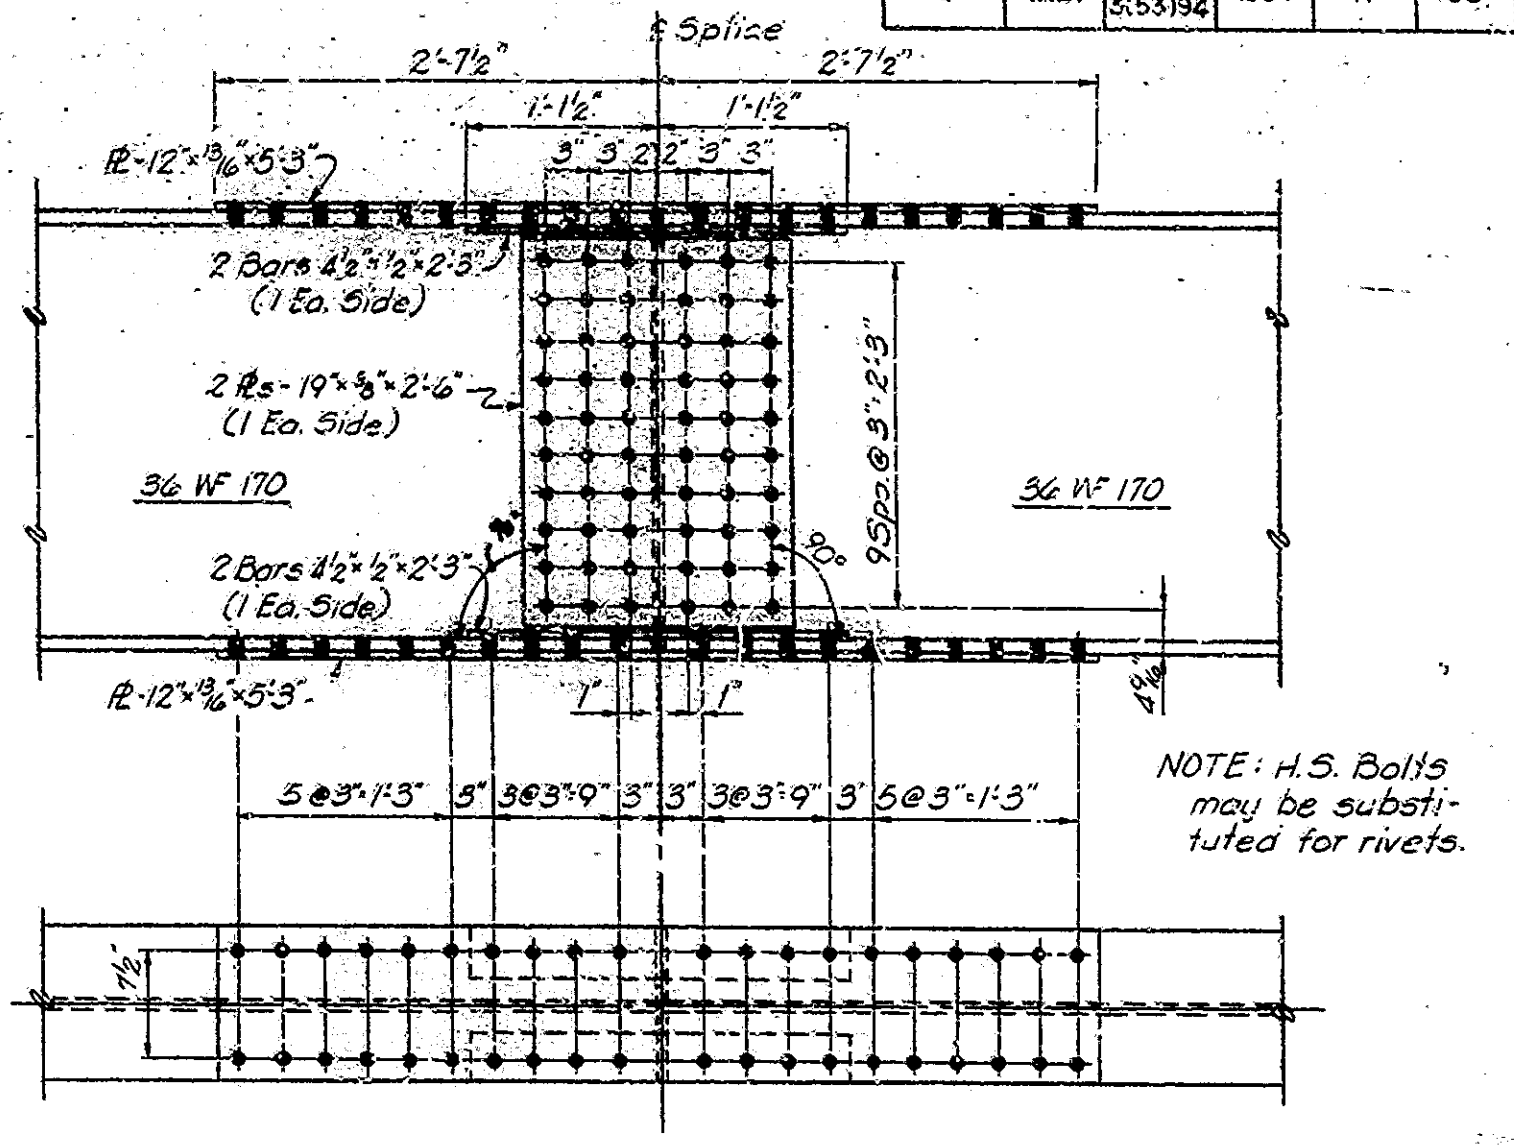 3(53)94
℄ Splice
2'-7½" 2'-7½"
1'-1½" 1'-1½"
3" 3" 2" 2" 3" 3"
℔-12"×13/16"×5'-3"
2 Bars 4½"×½"×2'-3"
(1 Ea. Side)
2 ℔s-19"×5/8"×2'-6"
(1 Ea. Side)
9 Sps.@3"=2'-3"
36 WF 170 36 WF 170
90°
2 Bars 4½"×½"×2'-3"
(1 Ea. Side)
℔-12"×13/16"×5'-3"
1" 1"
4 9/16"
NOTE: H.S. Bolts
may be substi-
tuted for rivets.
5@3"=1'-3" 3" 3@3"=9" 3" 3" 3@3"=9" 3" 5@3"=1'-3"
7½"